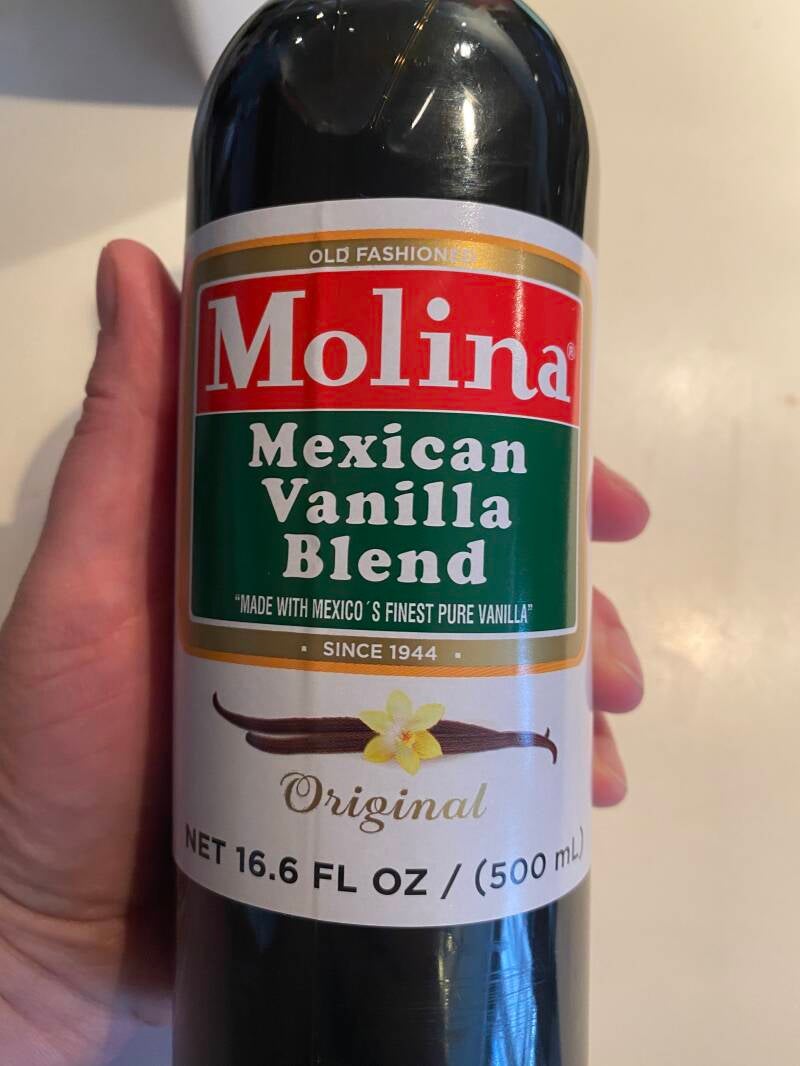 OLD FASHIONED
Molina®
Mexican
Vanilla
Blend
"MADE WITH MEXICO´S FINEST PURE VANILLA"
▪ SINCE 1944 ▪
Original
NET 16.6 FL OZ / (500 mL)